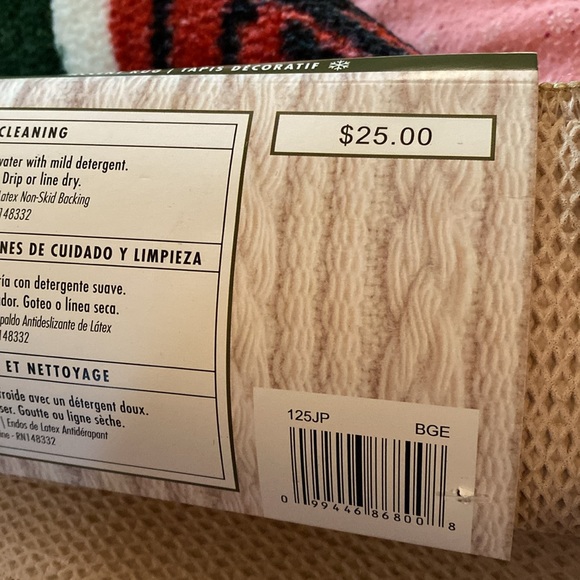 RUG | TAPIS DÉCORATIF
$25.00
CLEANING
water with mild detergent.
Drip or line dry.
Latex Non-Skid Backing
148332
NES DE CUIDADO Y LIMPIEZA
ría con detergente suave.
dor. Goteo o línea seca.
paldo Antideslizante de Látex
148332
ET NETTOYAGE
froide avec un détergent doux.
ser. Goutte ou ligne sèche.
\ Endos de Latex Antidérapant
ine - RN148332
125JP BGE
0 99446 86800 8